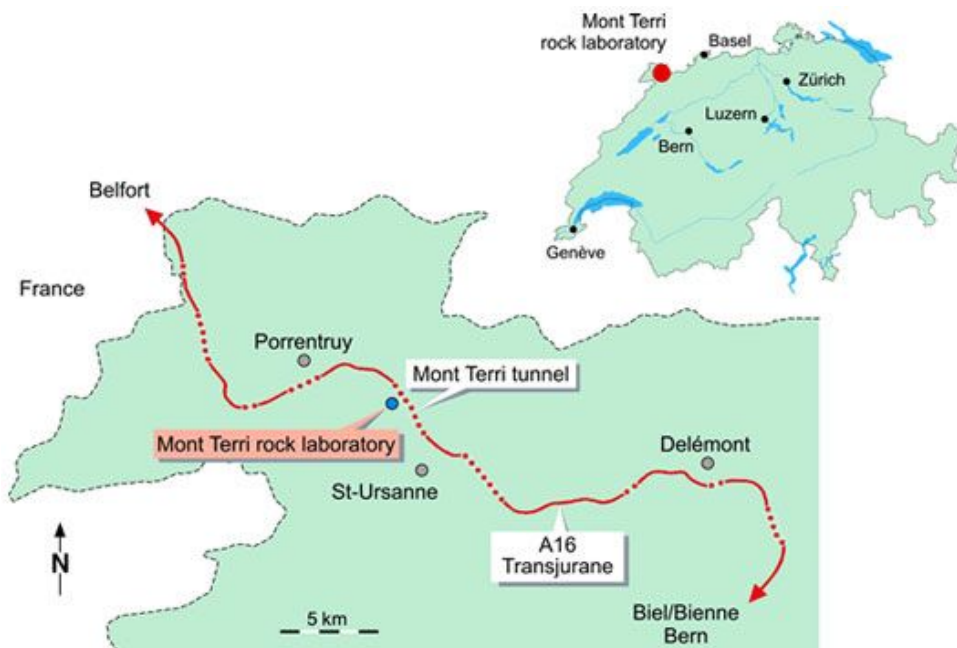 Mont Terri
rock laboratory
Basel
Zürich
Luzern
Bern
Genève
Belfort
France
Porrentruy
Mont Terri tunnel
Mont Terri rock laboratory
St-Ursanne
Delémont
A16
Transjurane
N
5 km
Biel/Bienne
Bern